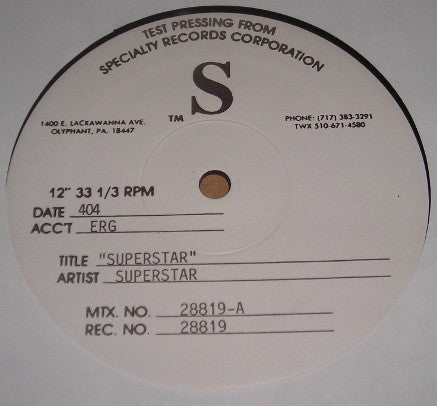 TEST PRESSING FROM
SPECIALTY RECORDS CORPORATION
S
TM
1400 E. LACKAWANNA AVE.
OLYPHANT, PA. 18447
PHONE: (717) 383-3291
TWX 510-671-4580
12" 33 1/3 RPM
DATE 404
ACC'T ERG
TITLE "SUPERSTAR"
ARTIST SUPERSTAR
MTX. NO. 28819-A
REC. NO. 28819